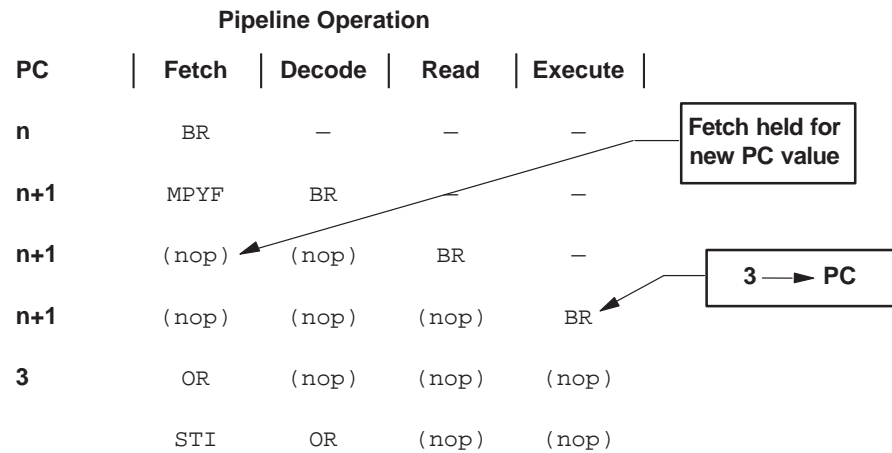 Pipeline Operation
PC Fetch Decode Read Execute
n BR – – –
Fetch held for
new PC value
n+1 MPYF BR – –
n+1 (nop) (nop) BR –
3 PC
n+1 (nop) (nop) (nop) BR
3 OR (nop) (nop) (nop)
STI OR (nop) (nop)